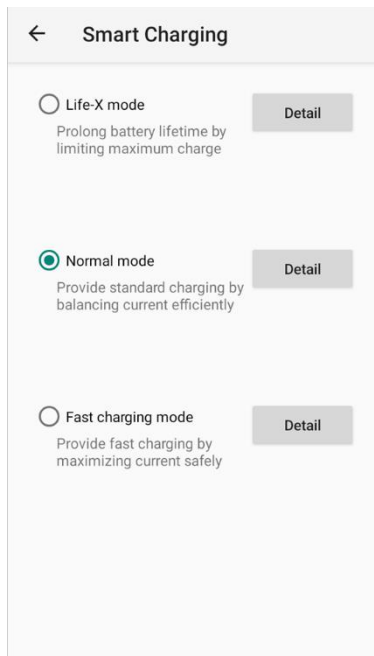 Smart Charging
Life-X mode
Detail
Prolong battery lifetime by
limiting maximum charge
Normal mode
Detail
Provide standard charging by
balancing current efficiently
Fast charging mode
Detail
Provide fast charging by
maximizing current safely